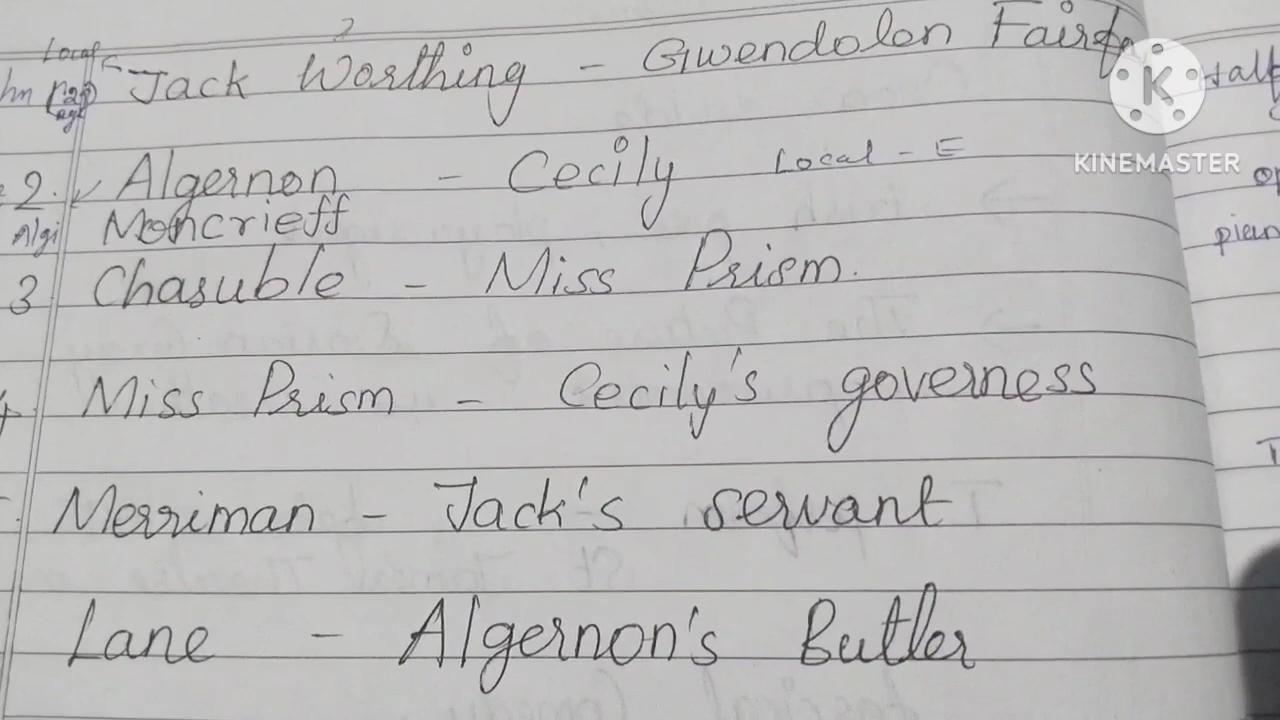 Local
Jack Worthing - Gwendolen
2. Algernon - Cecily Local - E
Algi Moncrieff
3 Chasuble - Miss Prism.
Miss Prism - Cecily's governess
Merriman - Jack's servant
Lane - Algernon's Butler
KINEMASTER